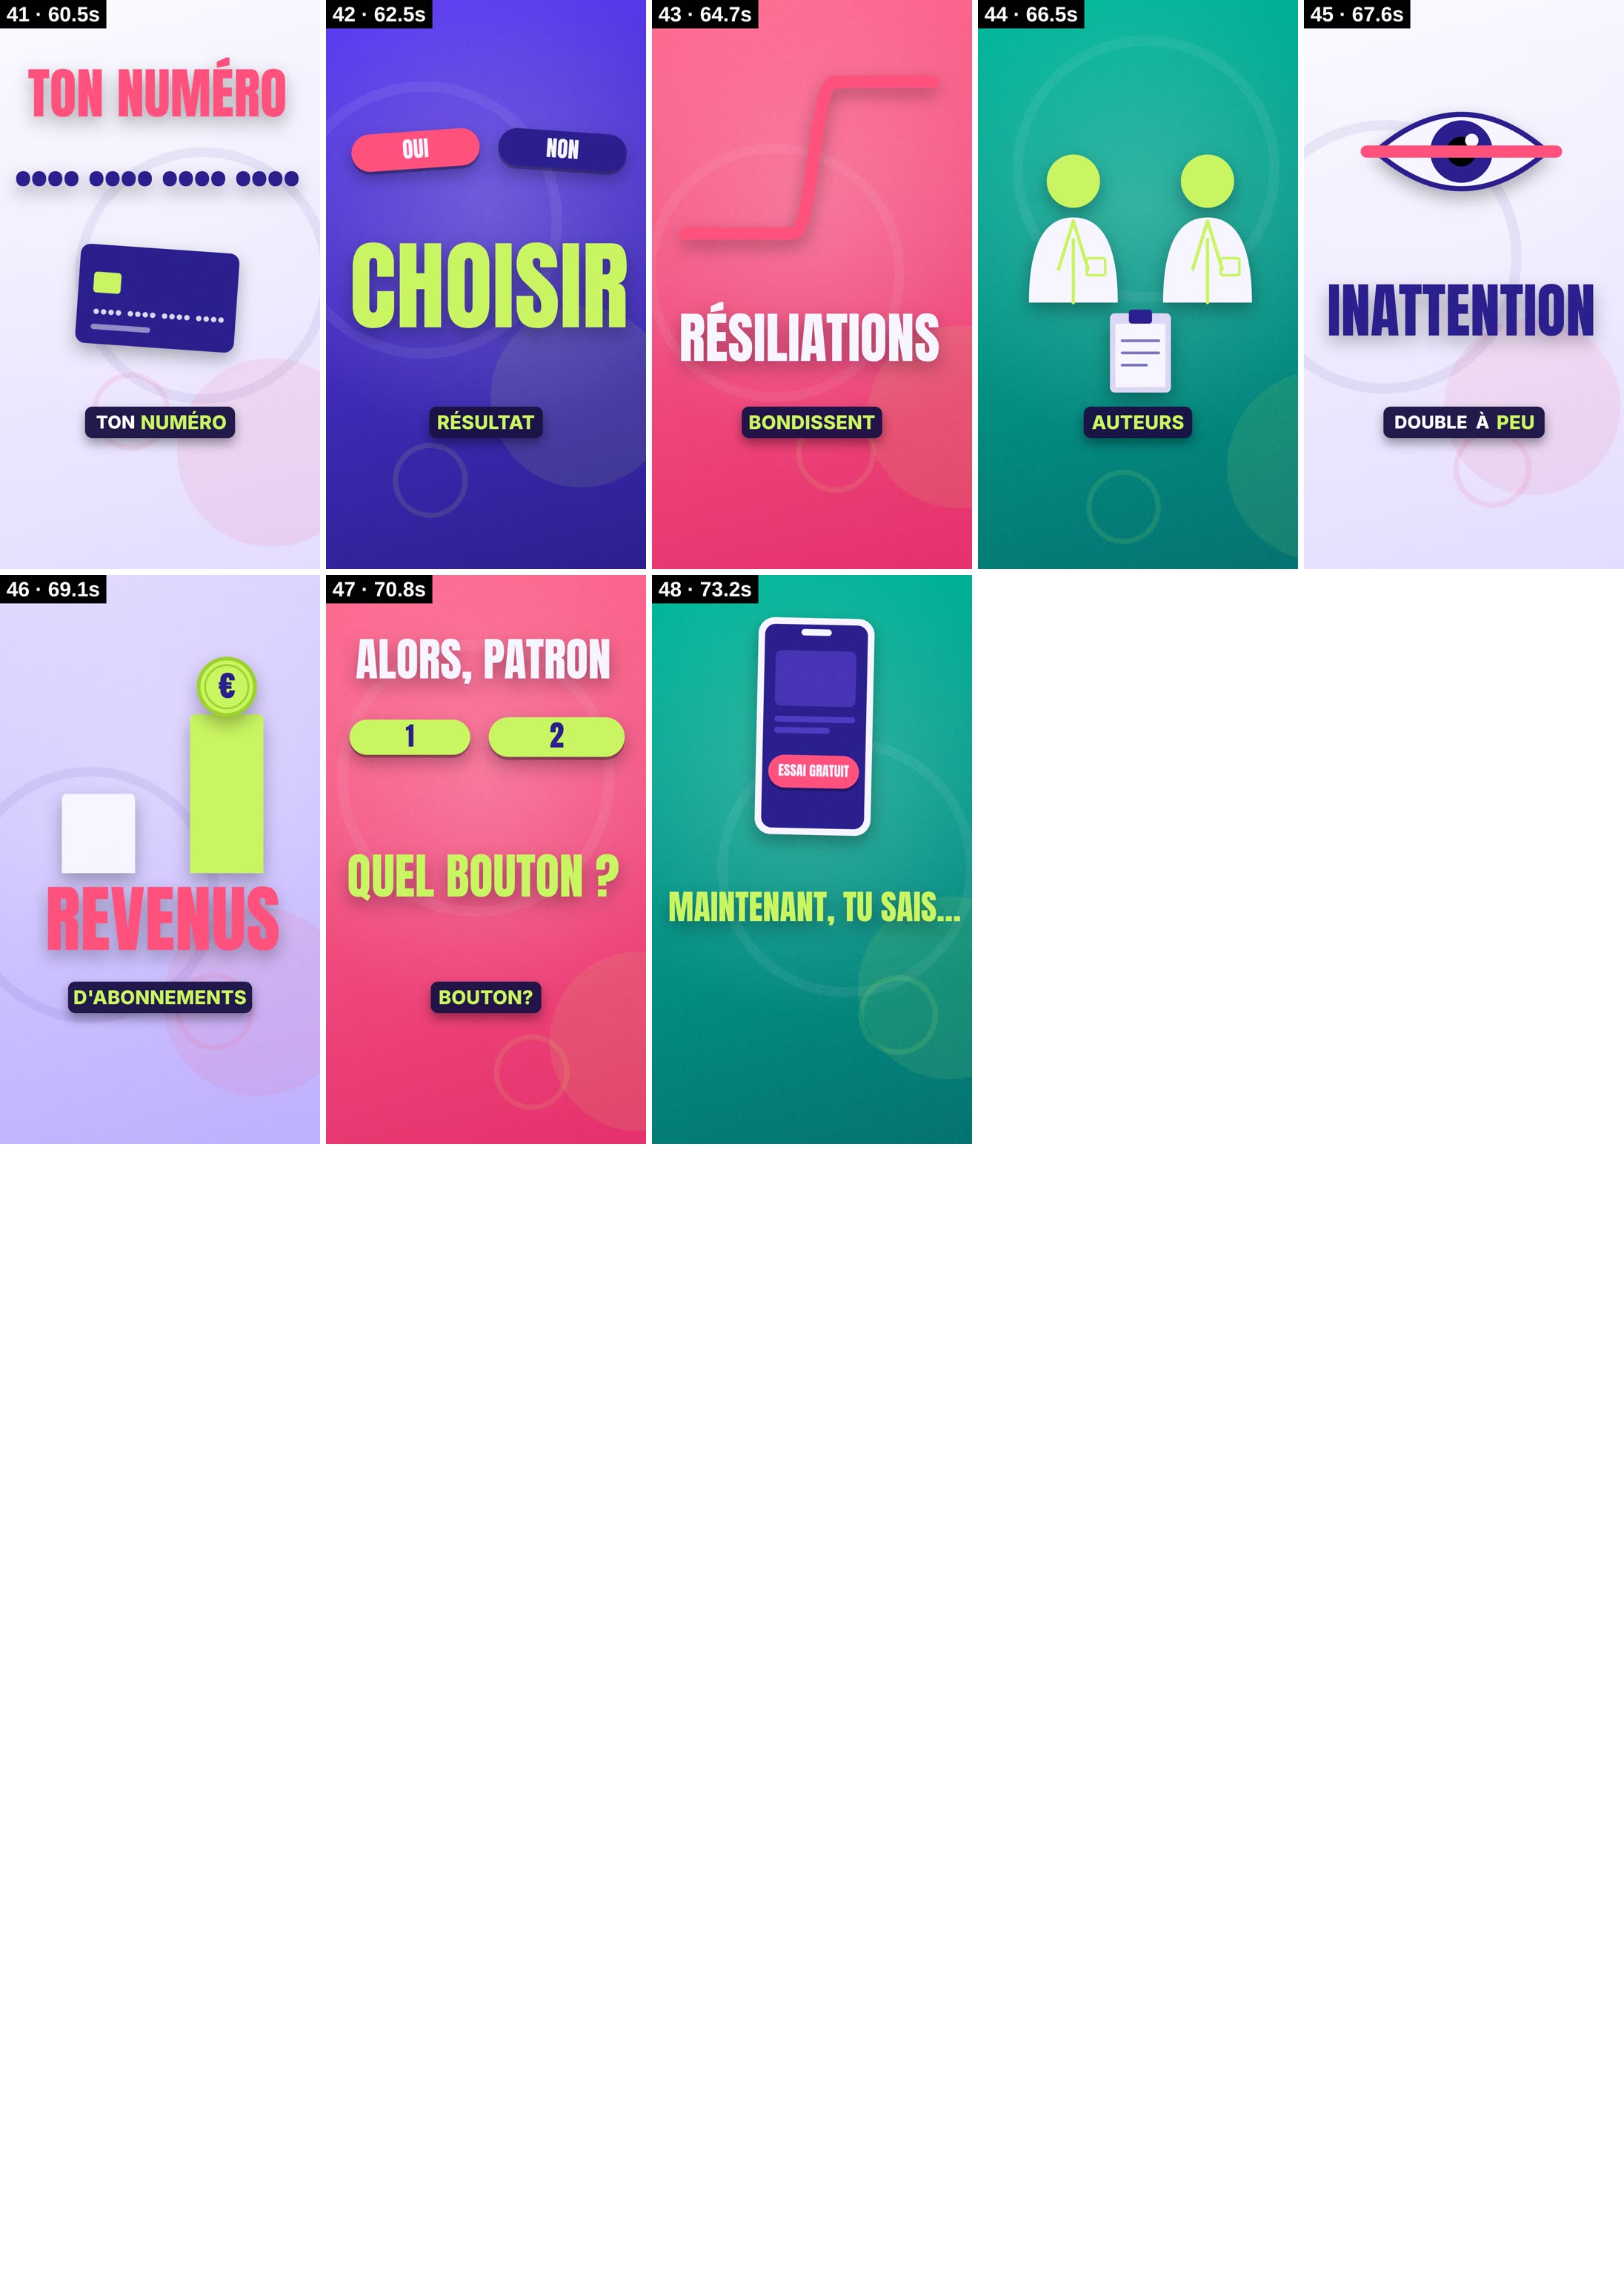 41 · 60.5s
TON NUMÉRO
•••• •••• •••• ••••
•••• •••• •••• ••••
TON NUMÉRO
42 · 62.5s
OUI
NON
CHOISIR
RÉSULTAT
43 · 64.7s
RÉSILIATIONS
BONDISSENT
44 · 66.5s
AUTEURS
45 · 67.6s
INATTENTION
DOUBLE À PEU
46 · 69.1s
€
REVENUS
D'ABONNEMENTS
47 · 70.8s
ALORS, PATRON
1
2
QUEL BOUTON ?
BOUTON?
48 · 73.2s
ESSAI GRATUIT
MAINTENANT, TU SAIS...